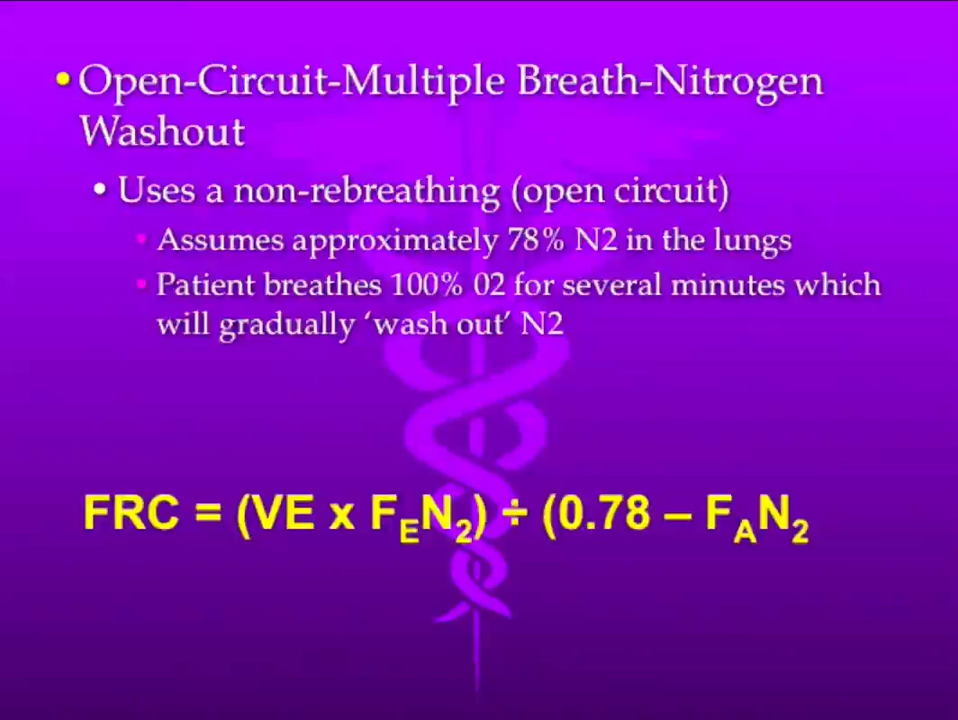 •Open-Circuit-Multiple Breath-Nitrogen
Washout
• Uses a non-rebreathing (open circuit)
▪ Assumes approximately 78% N2 in the lungs
▪ Patient breathes 100% 02 for several minutes which
will gradually ‘wash out’ N2
FRC = (VE x FEN2) ÷ (0.78 – FAN2